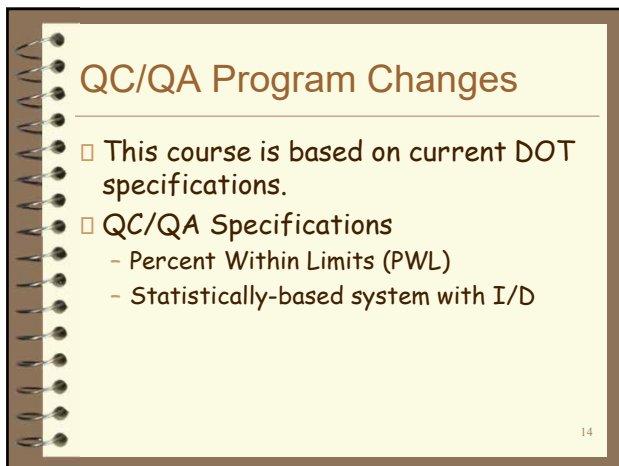 QC/QA Program Changes
This course is based on current DOT
specifications.
QC/QA Specifications
- Percent Within Limits (PWL)
- Statistically-based system with I/D
14